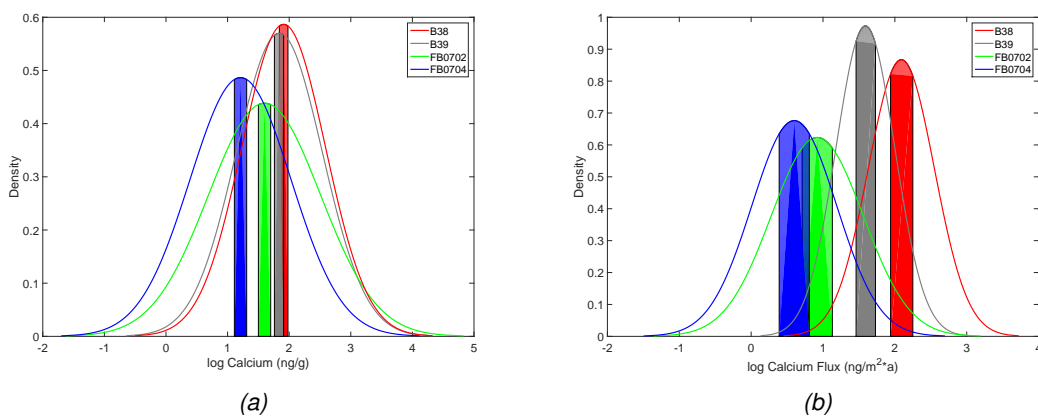 0.6
0.5
0.4
0.3
0.2
0.1
0
Density
-2 -1 0 1 2 3 4 5
log Calcium (ng/g)
B38
B39
FB0702
FB0704
(a)
1
0.9
0.8
0.7
0.6
0.5
0.4
0.3
0.2
0.1
0
Density
-2 -1 0 1 2 3 4
log Calcium Flux (ng/m²*a)
B38
B39
FB0702
FB0704
(b)